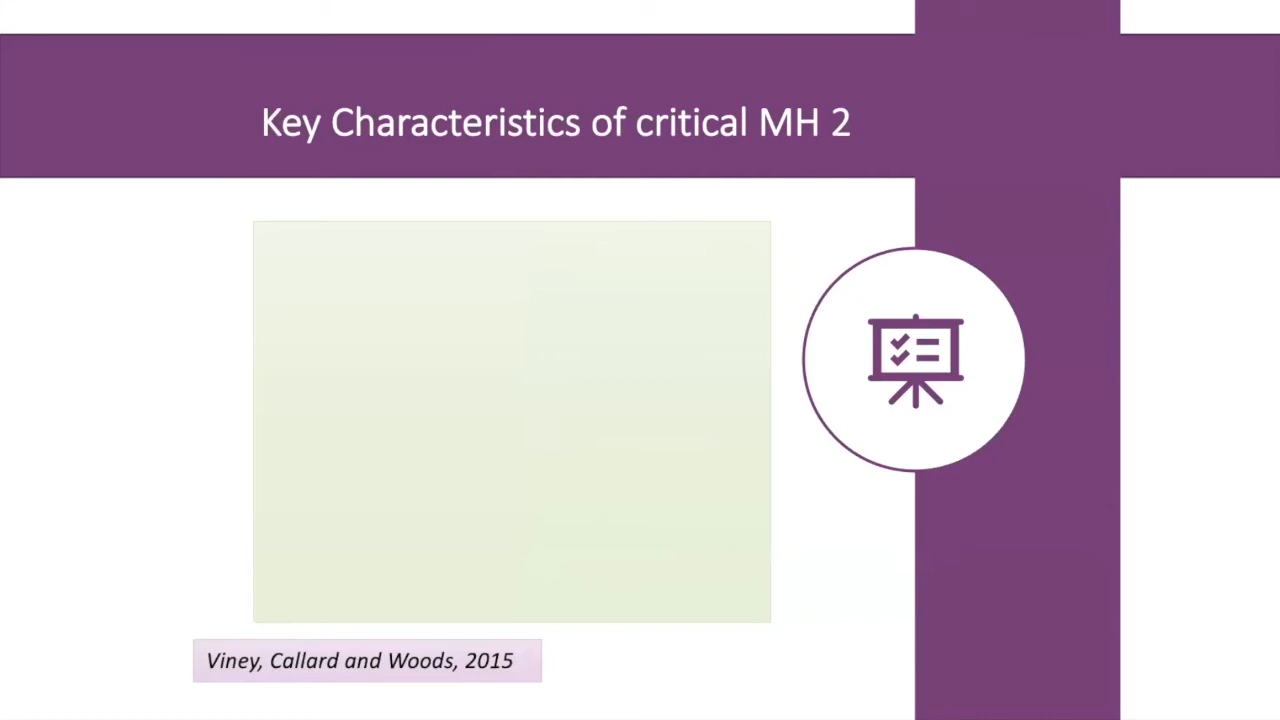 Key Characteristics of critical MH 2
Viney, Callard and Woods, 2015